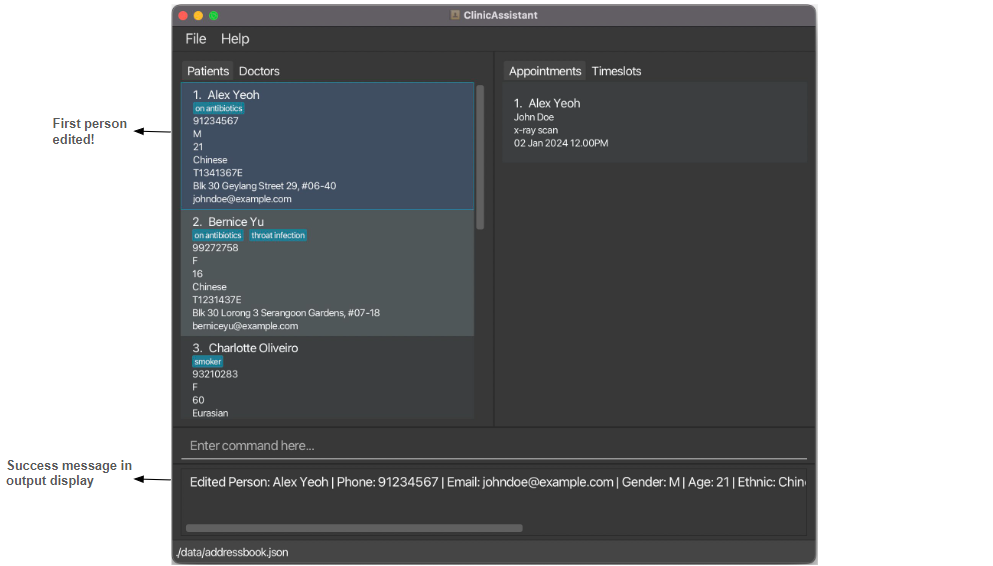 ClinicAssistant
File Help
Patients Doctors
1. Alex Yeoh
on antibiotics
91234567
M
21
Chinese
T1341367E
Blk 30 Geylang Street 29, #06-40
johndoe@example.com
2. Bernice Yu
on antibiotics throat infection
99272758
F
16
Chinese
T1231437E
Blk 30 Lorong 3 Serangoon Gardens, #07-18
berniceyu@example.com
3. Charlotte Oliveiro
smoker
93210283
F
60
Eurasian
Appointments Timeslots
1. Alex Yeoh
John Doe
x-ray scan
02 Jan 2024 12.00PM
First person
edited!
Enter command here...
Success message in
output display
Edited Person: Alex Yeoh | Phone: 91234567 | Email: johndoe@example.com | Gender: M | Age: 21 | Ethnic: Chin
./data/addressbook.json